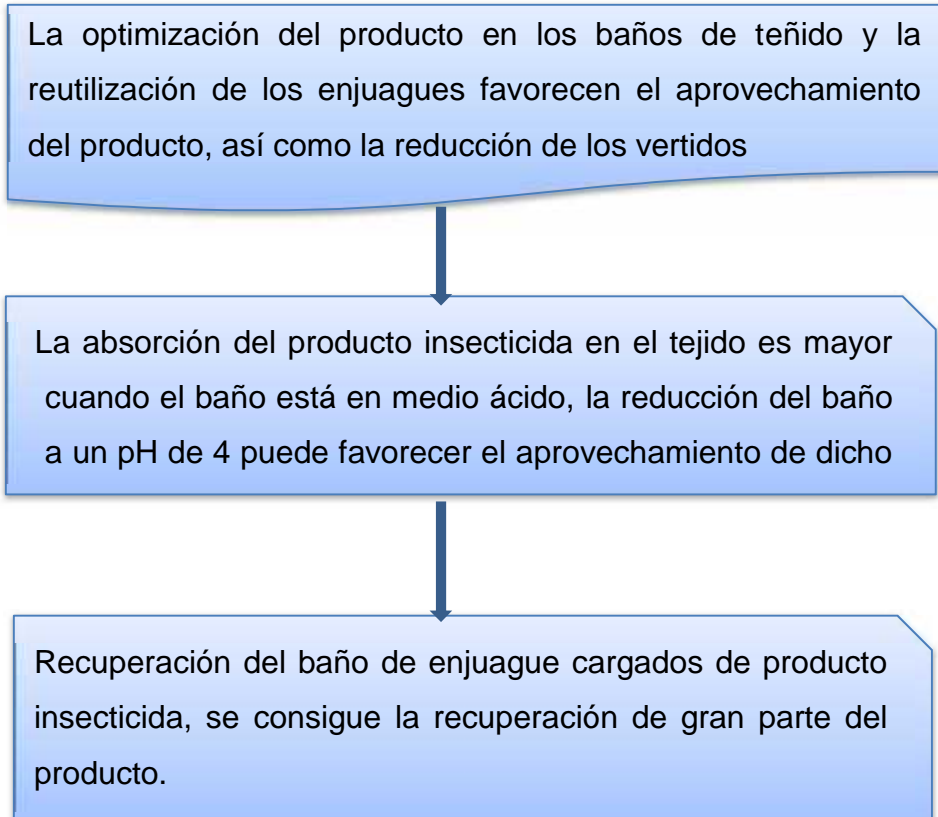 La optimización del producto en los baños de teñido y la
reutilización de los enjuagues favorecen el aprovechamiento
del producto, así como la reducción de los vertidos
La absorción del producto insecticida en el tejido es mayor
cuando el baño está en medio ácido, la reducción del baño
a un pH de 4 puede favorecer el aprovechamiento de dicho
Recuperación del baño de enjuague cargados de producto
insecticida, se consigue la recuperación de gran parte del
producto.